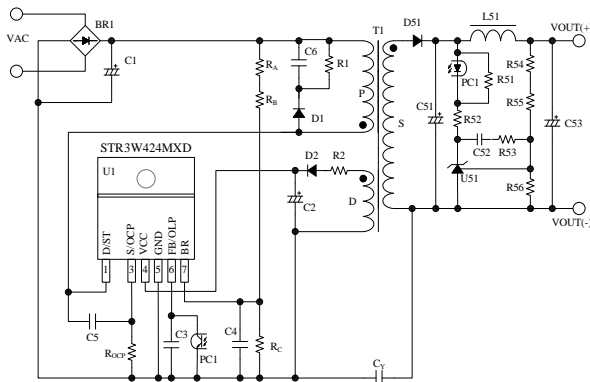 BR1
T1
D51
L51
VOUT(+)
VAC
C1
RA
C6
R1
PC1
R51
R54
RB
P
D1
S
C51
R52
R55
C53
STR3W424MXD
C52
R53
U1
D2
R2
U51
R56
C2
D
VOUT(-)
D/ST
S/OCP
VCC
GND
FB/OLP
BR
1
3
4
5
6
7
C5
ROCP
C3
PC1
C4
RC
CY